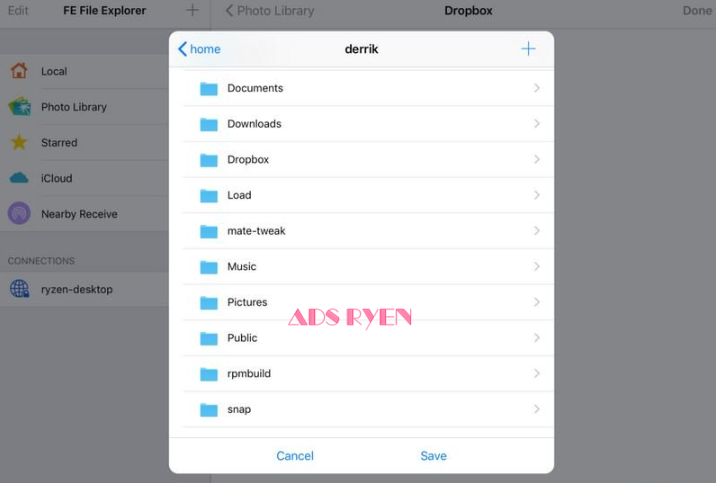 Edit FE File Explorer
Photo Library Dropbox Done
home derrik
Local
Photo Library
Starred
iCloud
Nearby Receive
CONNECTIONS
ryzen-desktop
Documents
Downloads
Dropbox
Load
mate-tweak
Music
Pictures
ADS RYEN
Public
rpmbuild
snap
Cancel Save